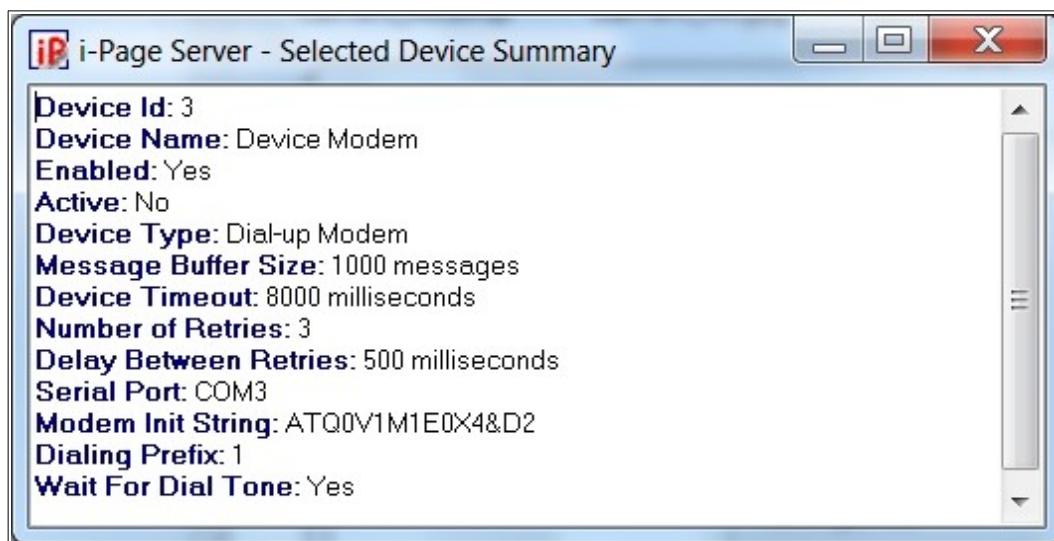 iP i-Page Server - Selected Device Summary
Device Id: 3
Device Name: Device Modem
Enabled: Yes
Active: No
Device Type: Dial-up Modem
Message Buffer Size: 1000 messages
Device Timeout: 8000 milliseconds
Number of Retries: 3
Delay Between Retries: 500 milliseconds
Serial Port: COM3
Modem Init String: ATQ0V1M1E0X4&D2
Dialing Prefix: 1
Wait For Dial Tone: Yes